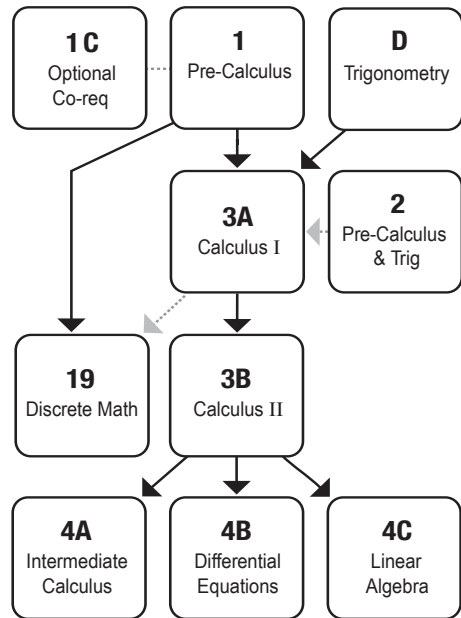 1 C
Optional
Co-req
1
Pre-Calculus
D
Trigonometry
3A
Calculus I
2
Pre-Calculus
& Trig
19
Discrete Math
3B
Calculus II
4A
Intermediate
Calculus
4B
Differential
Equations
4C
Linear
Algebra